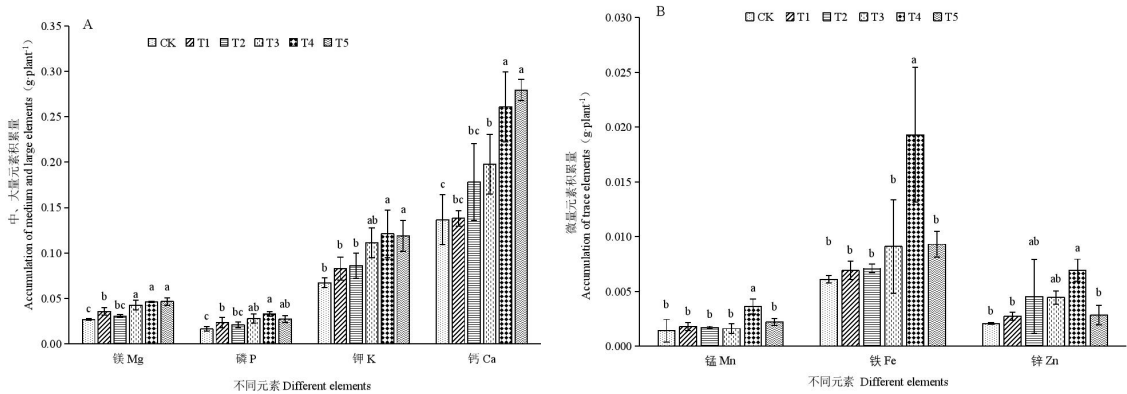 A
CK T1 T2 T3 T4 T5
中、大量元素积累量
Accumulation of medium and large elements（g·plant⁻¹）
0.35
0.30
0.25
0.20
0.15
0.10
0.05
0.00
c b bc a a a
c b bc ab a ab
b b b ab a a
c bc bc b a a
镁 Mg 磷 P 钾 K 钙 Ca
不同元素 Different elements
B
CK T1 T2 T3 T4 T5
微量元素积累量
Accumulation of trace elements（g·plant⁻¹）
0.030
0.025
0.020
0.015
0.010
0.005
0.000
b b b b a b
b b b b a b
b b ab ab a b
锰 Mn 铁 Fe 锌 Zn
不同元素 Different elements